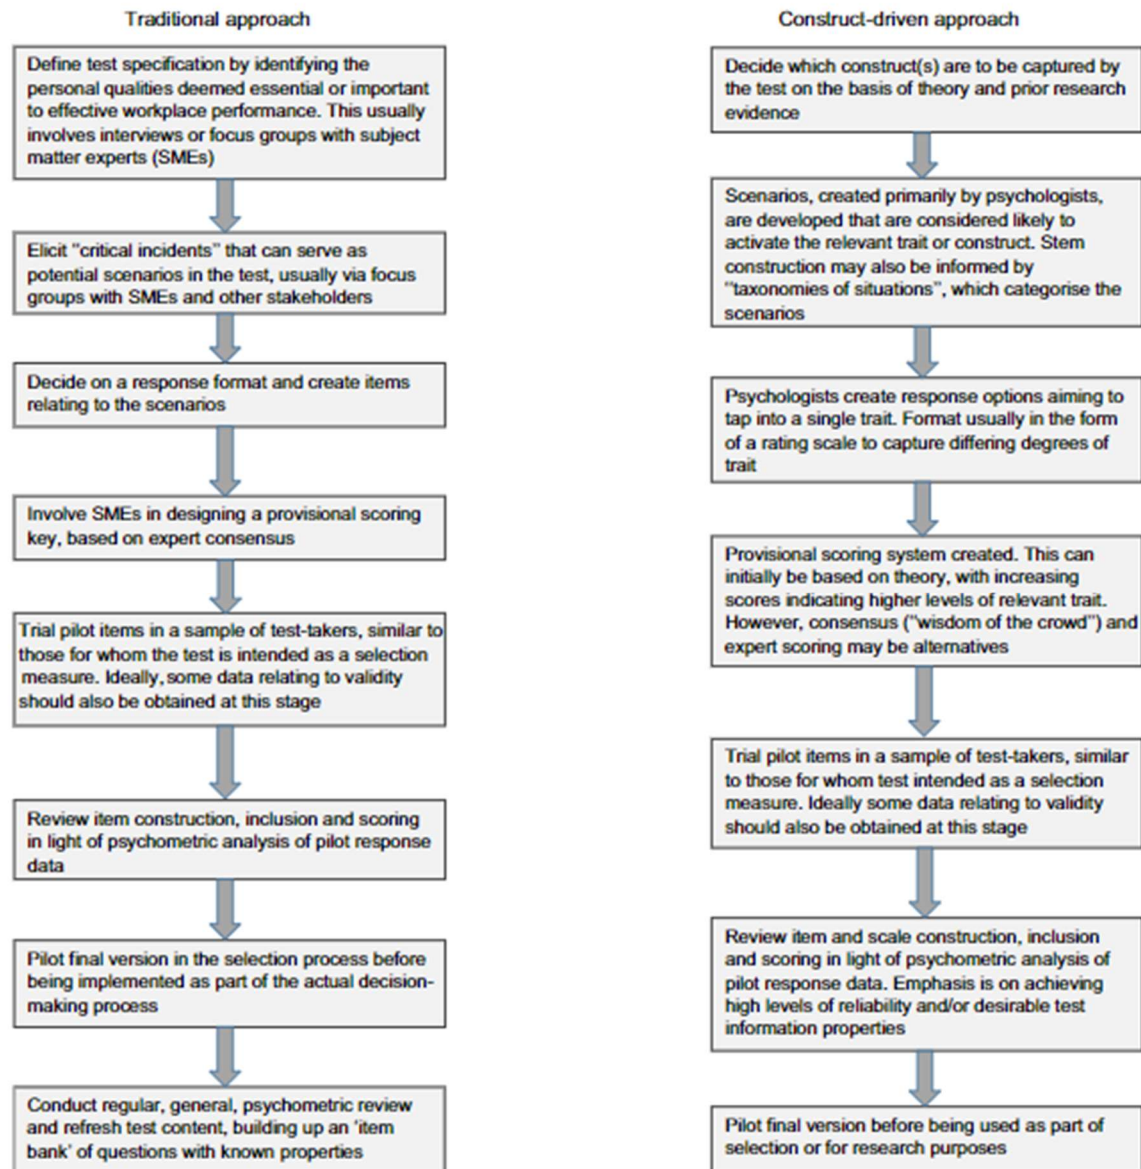 Traditional approach
Define test specification by identifying the
personal qualities deemed essential or important
to effective workplace performance. This usually
involves interviews or focus groups with subject
matter experts (SMEs)
Elicit "critical incidents" that can serve as
potential scenarios in the test, usually via focus
groups with SMEs and other stakeholders
Decide on a response format and create items
relating to the scenarios
Involve SMEs in designing a provisional scoring
key, based on expert consensus
Trial pilot items in a sample of test-takers, similar to
those for whom the test is intended as a selection
measure. Ideally, some data relating to validity
should also be obtained at this stage
Review item construction, inclusion and scoring
in light of psychometric analysis of pilot response
data
Pilot final version in the selection process before
being implemented as part of the actual decision-
making process
Conduct regular, general, psychometric review
and refresh test content, building up an 'item
bank' of questions with known properties
Construct-driven approach
Decide which construct(s) are to be captured by
the test on the basis of theory and prior research
evidence
Scenarios, created primarily by psychologists,
are developed that are considered likely to
activate the relevant trait or construct. Stem
construction may also be informed by
"taxonomies of situations", which categorise the
scenarios
Psychologists create response options aiming to
tap into a single trait. Format usually in the form
of a rating scale to capture differing degrees of
trait
Provisional scoring system created. This can
initially be based on theory, with increasing
scores indicating higher levels of relevant trait.
However, consensus ("wisdom of the crowd") and
expert scoring may be alternatives
Trial pilot items in a sample of test-takers, similar
to those for whom test intended as a selection
measure. Ideally some data relating to validity
should also be obtained at this stage
Review item and scale construction, inclusion
and scoring in light of psychometric analysis of
pilot response data. Emphasis is on achieving
high levels of reliability and/or desirable test
information properties
Pilot final version before being used as part of
selection or for research purposes